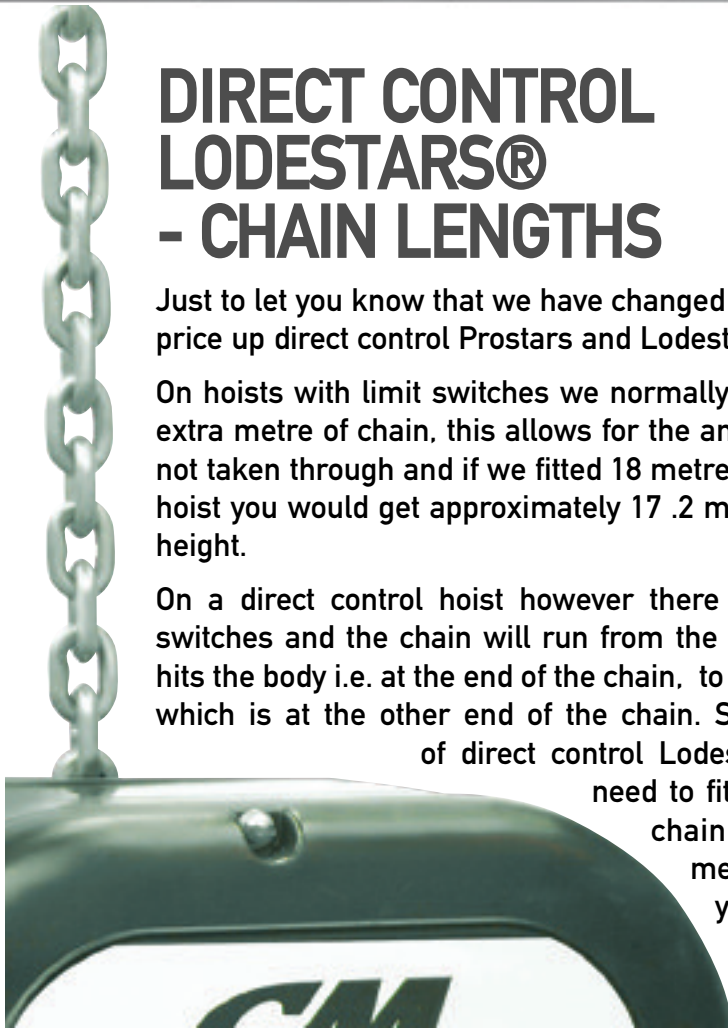 DIRECT CONTROL
LODESTARS®
- CHAIN LENGTHS
Just to let you know that we have changed
price up direct control Prostars and Lodest
On hoists with limit switches we normally
extra metre of chain, this allows for the a
not taken through and if we fitted 18 metre
hoist you would get approximately 17 .2 m
height.
On a direct control hoist however there
switches and the chain will run from the
hits the body i.e. at the end of the chain, to
which is at the other end of the chain. S
of direct control Lodes
need to fit
chain
me
y
CM